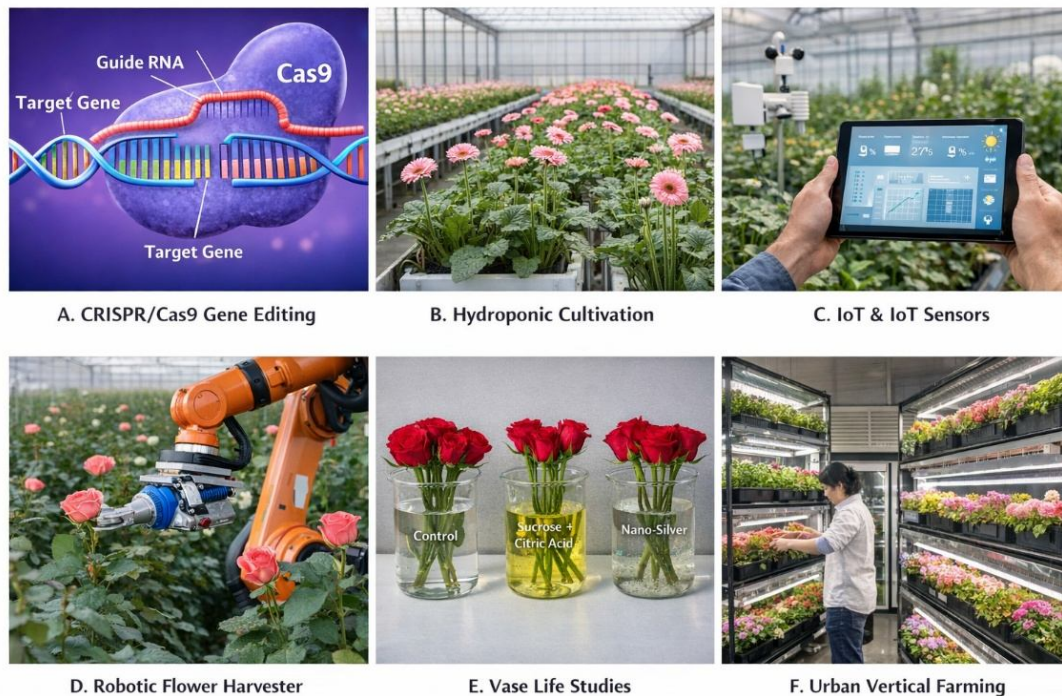 Guide RNA
Cas9
Target Gene
Target Gene
27%
A. CRISPR/Cas9 Gene Editing
B. Hydroponic Cultivation
C. IoT & IoT Sensors
Control
Sucrose +
Citric Acid
Nano-Silver
D. Robotic Flower Harvester
E. Vase Life Studies
F. Urban Vertical Farming